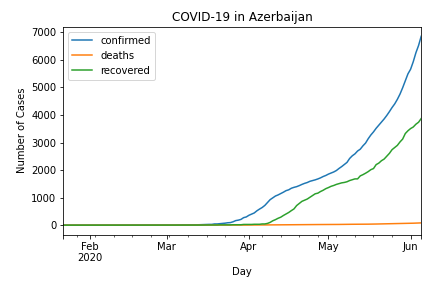 COVID-19 in Azerbaijan
confirmed
deaths
recovered
7000
6000
5000
4000
3000
2000
1000
0
Number of Cases
Feb
2020
Mar
Apr
May
Jun
Day